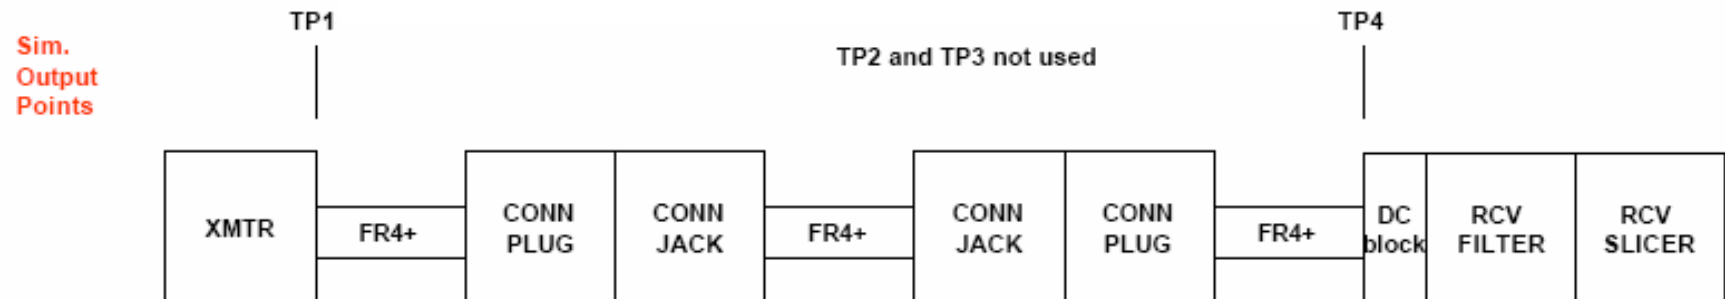 TP1
TP4
Sim.
Output
Points
TP2 and TP3 not used
XMTR
FR4+
CONN
PLUG
CONN
JACK
FR4+
CONN
JACK
CONN
PLUG
FR4+
DC
block
RCV
FILTER
RCV
SLICER